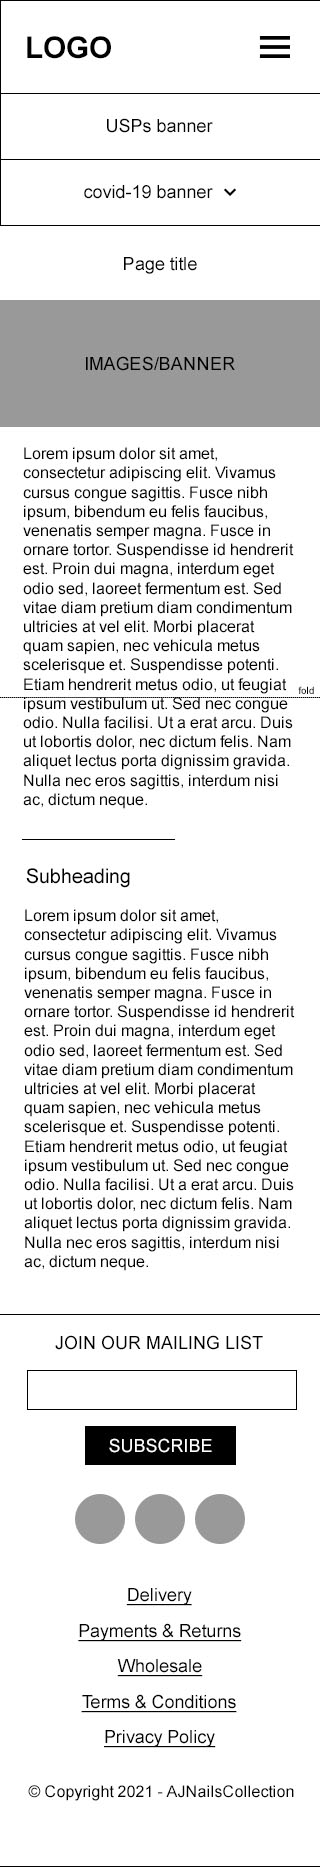 LOGO
USPs banner
covid-19 banner
Page title
IMAGES/BANNER
Lorem ipsum dolor sit amet,
consectetur adipiscing elit. Vivamus
cursus congue sagittis. Fusce nibh
ipsum, bibendum eu felis faucibus,
venenatis semper magna. Fusce in
ornare tortor. Suspendisse id hendrerit
est. Proin dui magna, interdum eget
odio sed, laoreet fermentum est. Sed
vitae diam pretium diam condimentum
ultricies at vel elit. Morbi placerat
quam sapien, nec vehicula metus
scelerisque et. Suspendisse potenti.
Etiam hendrerit metus odio, ut feugiat
fold
ipsum vestibulum ut. Sed nec congue
odio. Nulla facilisi. Ut a erat arcu. Duis
ut lobortis dolor, nec dictum felis. Nam
aliquet lectus porta dignissim gravida.
Nulla nec eros sagittis, interdum nisi
ac, dictum neque.
Subheading
Lorem ipsum dolor sit amet,
consectetur adipiscing elit. Vivamus
cursus congue sagittis. Fusce nibh
ipsum, bibendum eu felis faucibus,
venenatis semper magna. Fusce in
ornare tortor. Suspendisse id hendrerit
est. Proin dui magna, interdum eget
odio sed, laoreet fermentum est. Sed
vitae diam pretium diam condimentum
ultricies at vel elit. Morbi placerat
quam sapien, nec vehicula metus
scelerisque et. Suspendisse potenti.
Etiam hendrerit metus odio, ut feugiat
ipsum vestibulum ut. Sed nec congue
odio. Nulla facilisi. Ut a erat arcu. Duis
ut lobortis dolor, nec dictum felis. Nam
aliquet lectus porta dignissim gravida.
Nulla nec eros sagittis, interdum nisi
ac, dictum neque.
JOIN OUR MAILING LIST
SUBSCRIBE
Delivery
Payments & Returns
Wholesale
Terms & Conditions
Privacy Policy
© Copyright 2021 - AJNailsCollection